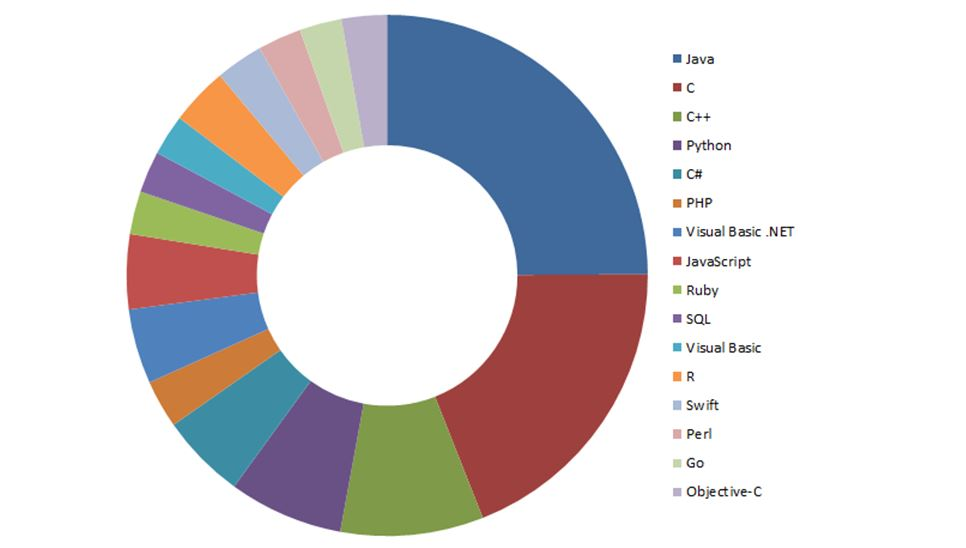 Java
C
C++
Python
C#
PHP
Visual Basic .NET
JavaScript
Ruby
SQL
Visual Basic
R
Swift
Perl
Go
Objective-C